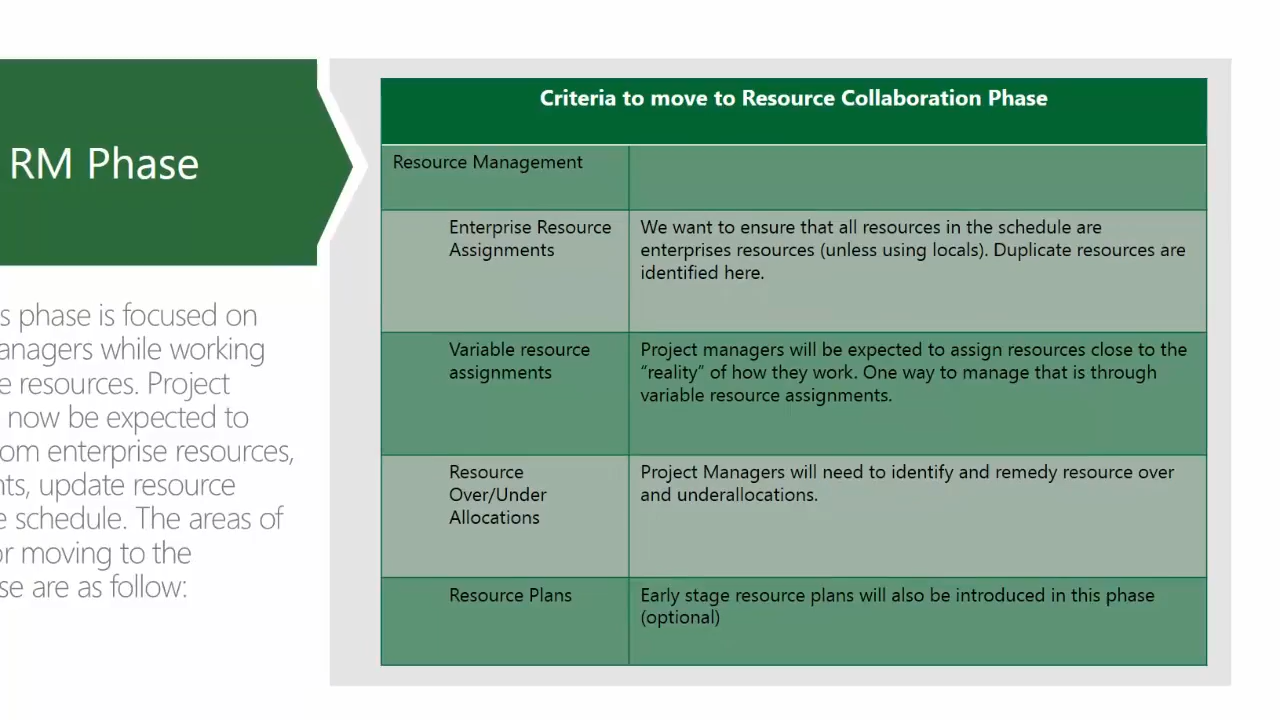 RM Phase
s phase is focused on
anagers while working
e resources. Project
now be expected to
om enterprise resources,
nts, update resource
e schedule. The areas of
or moving to the
se are as follow:
Criteria to move to Resource Collaboration Phase
Resource Management
Enterprise Resource
Assignments
We want to ensure that all resources in the schedule are
enterprises resources (unless using locals). Duplicate resources are
identified here.
Variable resource
assignments
Project managers will be expected to assign resources close to the
“reality” of how they work. One way to manage that is through
variable resource assignments.
Resource
Over/Under
Allocations
Project Managers will need to identify and remedy resource over
and underallocations.
Resource Plans
Early stage resource plans will also be introduced in this phase
(optional)